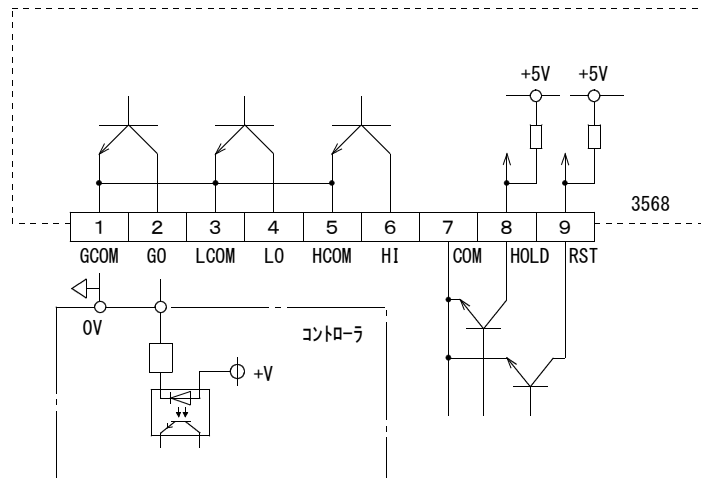 +5V +5V
3568
1 2 3 4 5 6 7 8 9
GCOM GO LCOM LO HCOM HI COM HOLD RST
0V
コントローラ
+V